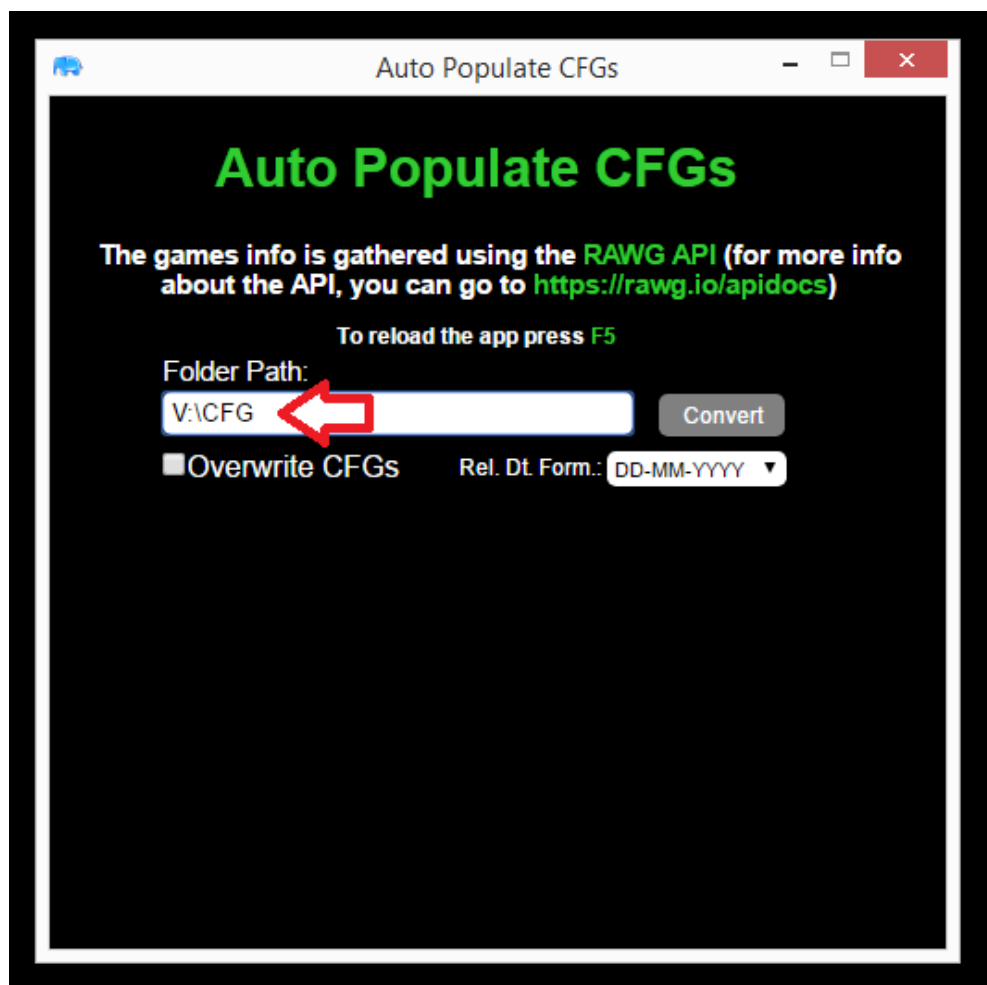 Auto Populate CFGs
Auto Populate CFGs
The games info is gathered using the RAWG API (for more info
about the API, you can go to https://rawg.io/apidocs)
To reload the app press F5
Folder Path:
V:\CFG
Convert
Overwrite CFGs
Rel. Dt. Form.: DD-MM-YYYY